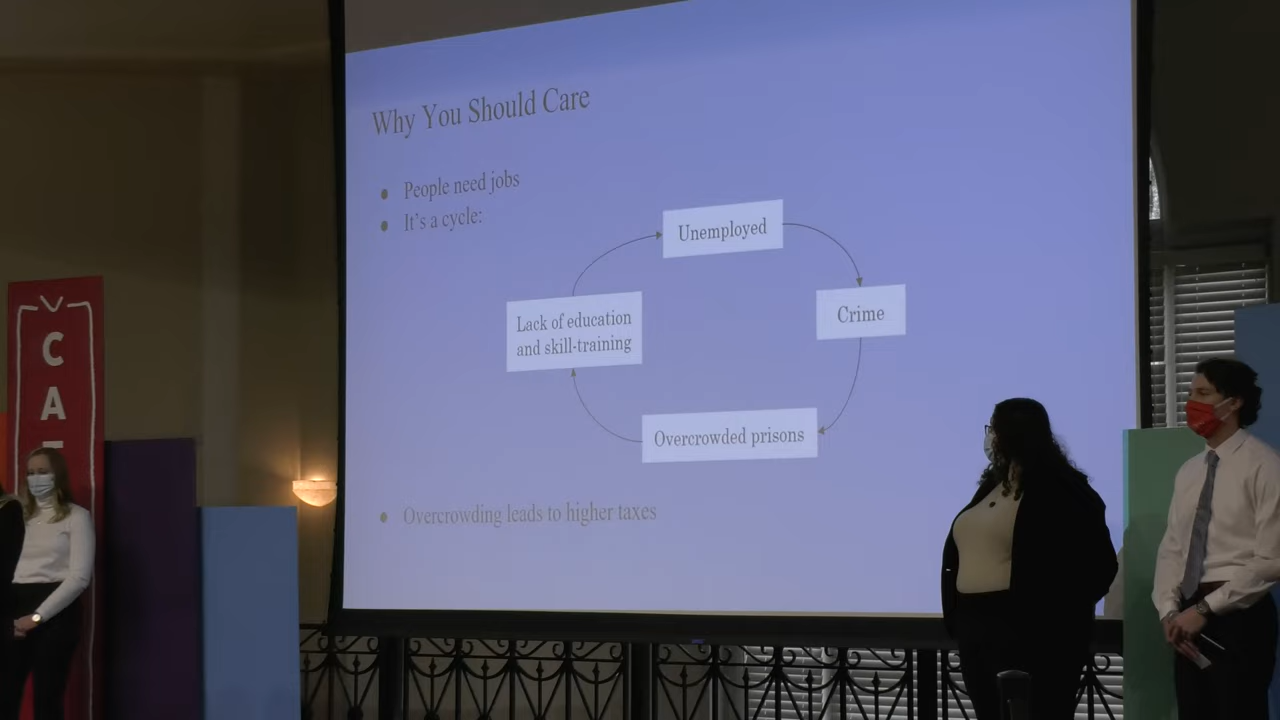 Why You Should Care
● People need jobs
● It's a cycle:
Unemployed
Crime
Lack of education
and skill-training
Overcrowded prisons
● Overcrowding leads to higher taxes
C
A